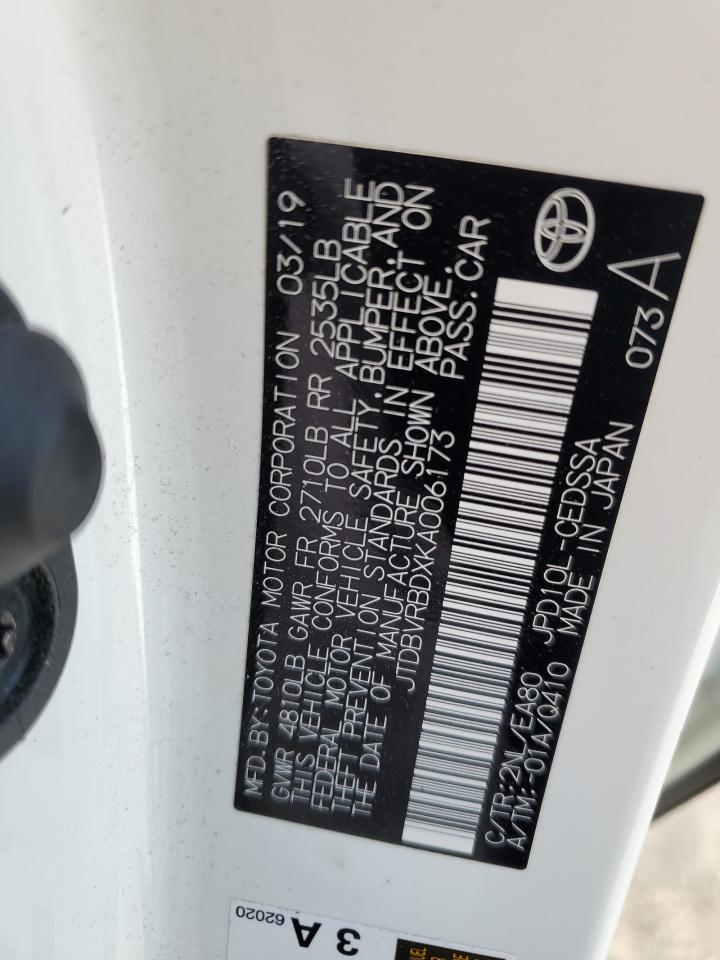 MFD.BY:TOYOTA MOTOR CORPORATION 03/19
GVWR 4810LB GAWR FR 2710LB RR 2535LB
THIS VEHICLE CONFORMS TO ALL APPLICABLE
FEDERAL MOTOR VEHICLE SAFETY,BUMPER,AND
THEFT PREVENTION STANDARDS IN EFFECT ON
THE DATE OF MANUFACTURE SHOWN ABOVE.
JTDBVRBDXKA006173 PASS.CAR
C/TR:2NL/EA80 JPD10L-CEDSSA 073A
A/TM:-01A/Q410 MADE IN JAPAN
62020
3 A